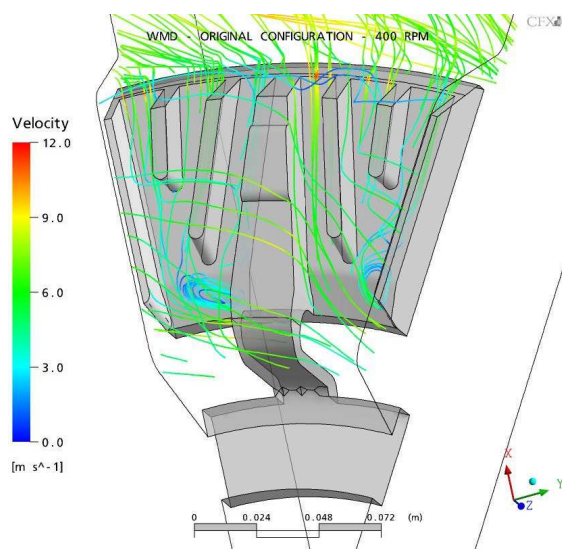 WMD - ORIGINAL CONFIGURATION - 400 RPM
CFX
Velocity
12.0
9.0
6.0
3.0
0.0
[m s^-1]
X
Y
Z
0 0.024 0.048 0.072 (m)